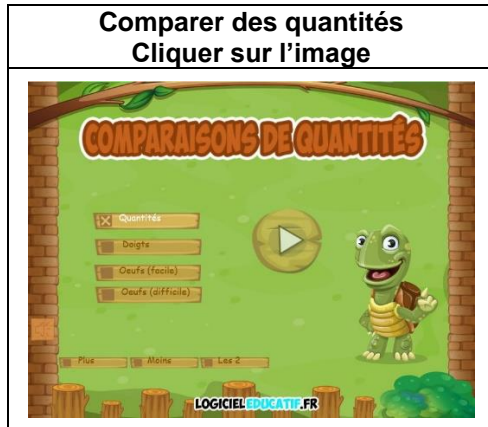 Comparer des quantités
Cliquer sur l’image
COMPARAISONS DE QUANTITÉS
Quantités
Doigts
Oeufs (facile)
Oeufs (difficile)
Plus Moins Les 2
LOGICIELEDUCATIF.FR